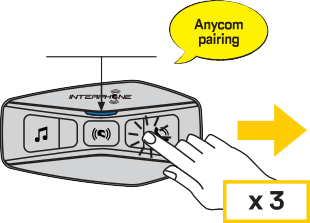 Anycom
pairing
INTERPHONE
x 3